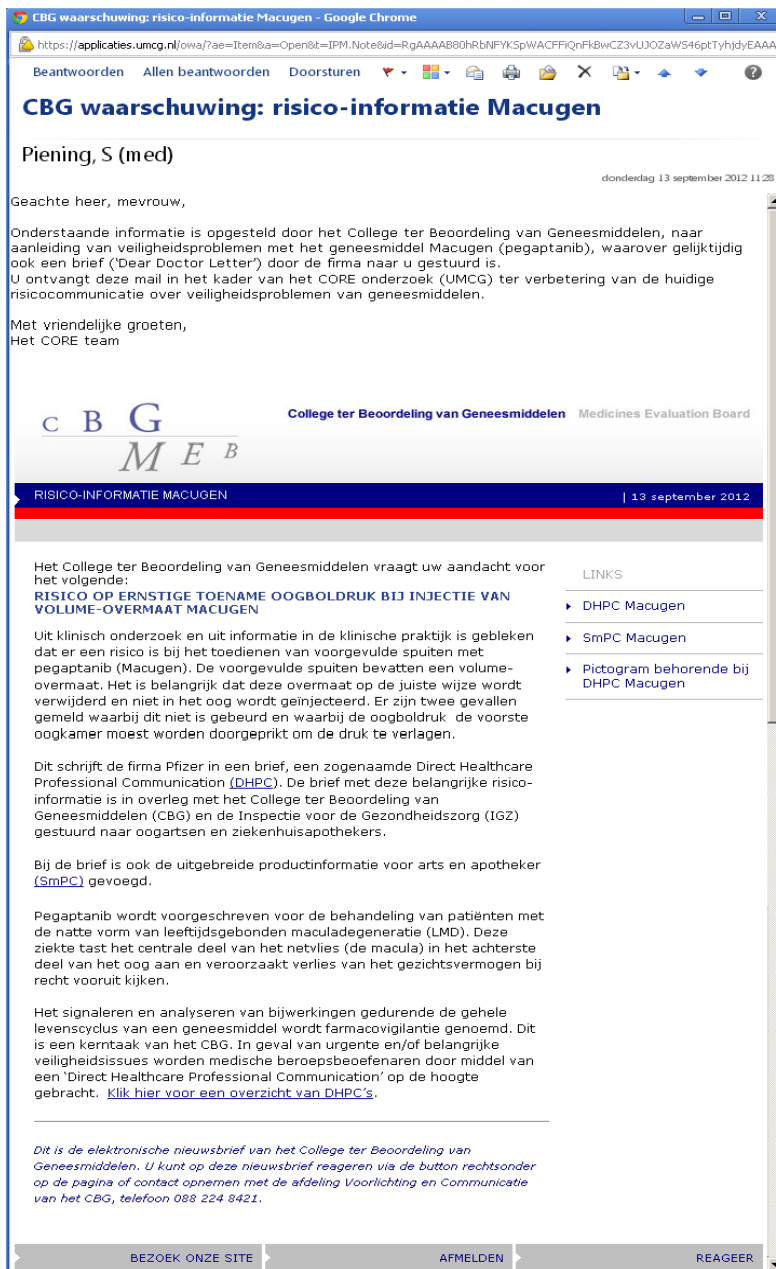 CBG waarschuwing: risico-informatie Macugen - Google Chrome
https://applicaties.umcg.nl/owa/?ae=Item&a=Open&t=IPM.Note&id=RgAAAAB80hRbNFYKSpWACFFiQnFkBwCZ3vUJOZaWS46ptTyhjdyEAAA
Beantwoorden Allen beantwoorden Doorsturen
CBG waarschuwing: risico-informatie Macugen
Piening, S (med)
donderdag 13 september 2012 11:28
Geachte heer, mevrouw,
Onderstaande informatie is opgesteld door het College ter Beoordeling van Geneesmiddelen, naar
aanleiding van veiligheidsproblemen met het geneesmiddel Macugen (pegaptanib), waarover gelijktijdig
ook een brief ('Dear Doctor Letter') door de firma naar u gestuurd is.
U ontvangt deze mail in het kader van het CORE onderzoek (UMCG) ter verbetering van de huidige
risicocommunicatie over veiligheidsproblemen van geneesmiddelen.
Met vriendelijke groeten,
Het CORE team
C B G
M E B
College ter Beoordeling van Geneesmiddelen Medicines Evaluation Board
RISICO-INFORMATIE MACUGEN | 13 september 2012
Het College ter Beoordeling van Geneesmiddelen vraagt uw aandacht voor
het volgende:
RISICO OP ERNSTIGE TOENAME OOGBOLDRUK BIJ INJECTIE VAN
VOLUME-OVERMAAT MACUGEN
Uit klinisch onderzoek en uit informatie in de klinische praktijk is gebleken
dat er een risico is bij het toedienen van voorgevulde spuiten met
pegaptanib (Macugen). De voorgevulde spuiten bevatten een volume-
overmaat. Het is belangrijk dat deze overmaat op de juiste wijze wordt
verwijderd en niet in het oog wordt geïnjecteerd. Er zijn twee gevallen
gemeld waarbij dit niet is gebeurd en waarbij de oogboldruk de voorste
oogkamer moest worden doorgeprikt om de druk te verlagen.
Dit schrijft de firma Pfizer in een brief, een zogenaamde Direct Healthcare
Professional Communication (DHPC). De brief met deze belangrijke risico-
informatie is in overleg met het College ter Beoordeling van
Geneesmiddelen (CBG) en de Inspectie voor de Gezondheidszorg (IGZ)
gestuurd naar oogartsen en ziekenhuisapothekers.
Bij de brief is ook de uitgebreide productinformatie voor arts en apotheker
(SmPC) gevoegd.
Pegaptanib wordt voorgeschreven voor de behandeling van patiënten met
de natte vorm van leeftijdsgebonden maculadegeneratie (LMD). Deze
ziekte tast het centrale deel van het netvlies (de macula) in het achterste
deel van het oog aan en veroorzaakt verlies van het gezichtsvermogen bij
recht vooruit kijken.
Het signaleren en analyseren van bijwerkingen gedurende de gehele
levenscyclus van een geneesmiddel wordt farmacovigilantie genoemd. Dit
is een kerntaak van het CBG. In geval van urgente en/of belangrijke
veiligheidsissues worden medische beroepsbeoefenaren door middel van
een 'Direct Healthcare Professional Communication' op de hoogte
gebracht. Klik hier voor een overzicht van DHPC's.
LINKS
DHPC Macugen
SmPC Macugen
Pictogram behorende bij
DHPC Macugen
Dit is de elektronische nieuwsbrief van het College ter Beoordeling van
Geneesmiddelen. U kunt op deze nieuwsbrief reageren via de button rechtsonder
op de pagina of contact opnemen met de afdeling Voorlichting en Communicatie
van het CBG, telefoon 088 224 8421.
BEZOEK ONZE SITE AFMELDEN REAGEER